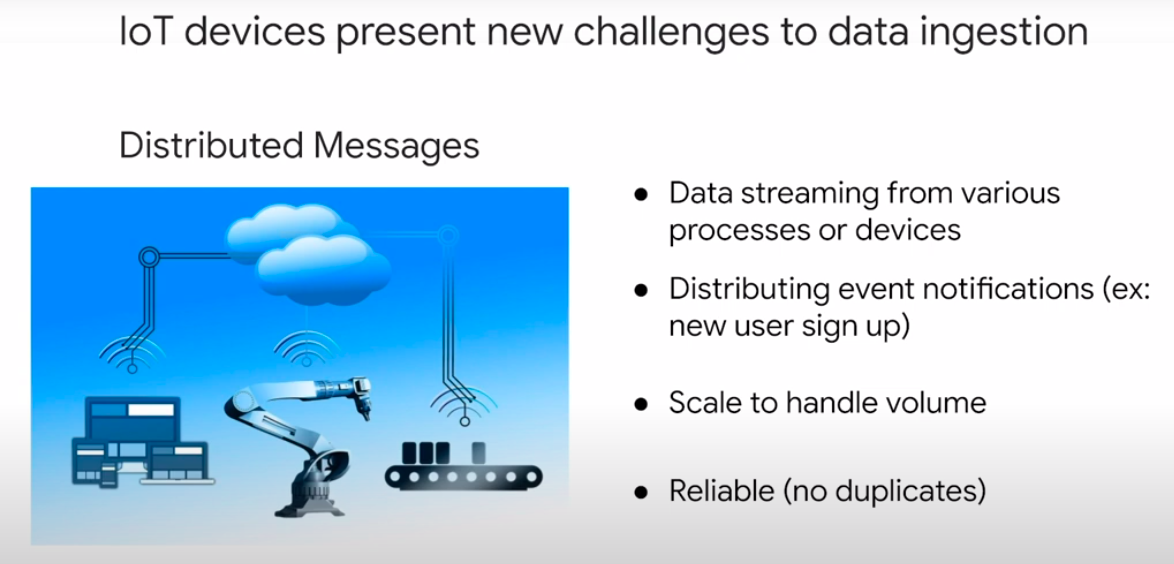 IoT devices present new challenges to data ingestion
Distributed Messages
● Data streaming from various
processes or devices
● Distributing event notifications (ex:
new user sign up)
● Scale to handle volume
● Reliable (no duplicates)